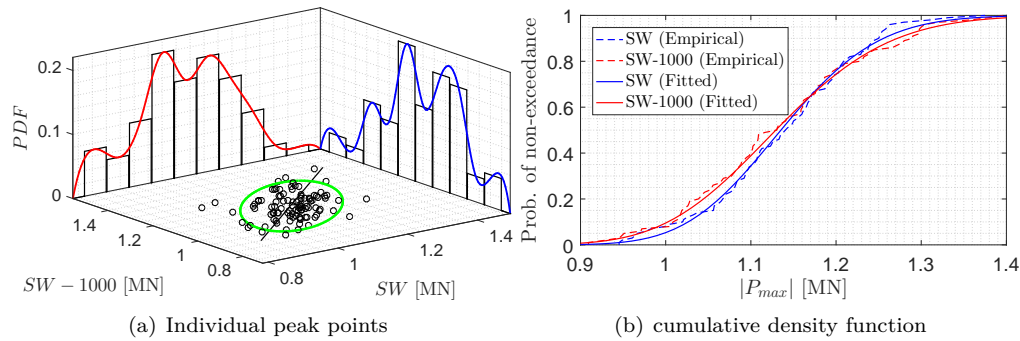 0.2
0.1
0
PDF
1.4
1.2
1
0.8
SW − 1000 [MN]
0.8
1
1.2
1.4
SW [MN]
(a) Individual peak points
1
0.8
0.6
0.4
0.2
0
Prob. of non-exceedance
SW (Empirical)
SW-1000 (Empirical)
SW (Fitted)
SW-1000 (Fitted)
0.9
1
1.1
1.2
1.3
1.4
|Pmax| [MN]
(b) cumulative density function